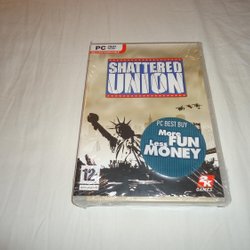 PC
DVD
SHATTERED
UNION
PC BEST BUY
More
FUN
Less
MONEY
12+
2K
GAMES